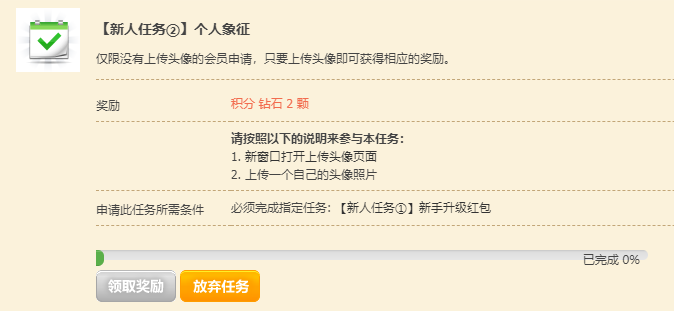 【新人任务②】个人象征
仅限没有上传头像的会员申请，只要上传头像即可获得相应的奖励。
奖励
积分 钻石 2 颗
请按照以下的说明来参与本任务：
1. 新窗口打开上传头像页面
2. 上传一个自己的头像照片
申请此任务所需条件
必须完成指定任务：【新人任务①】新手升级红包
已完成 0%
领取奖励
放弃任务